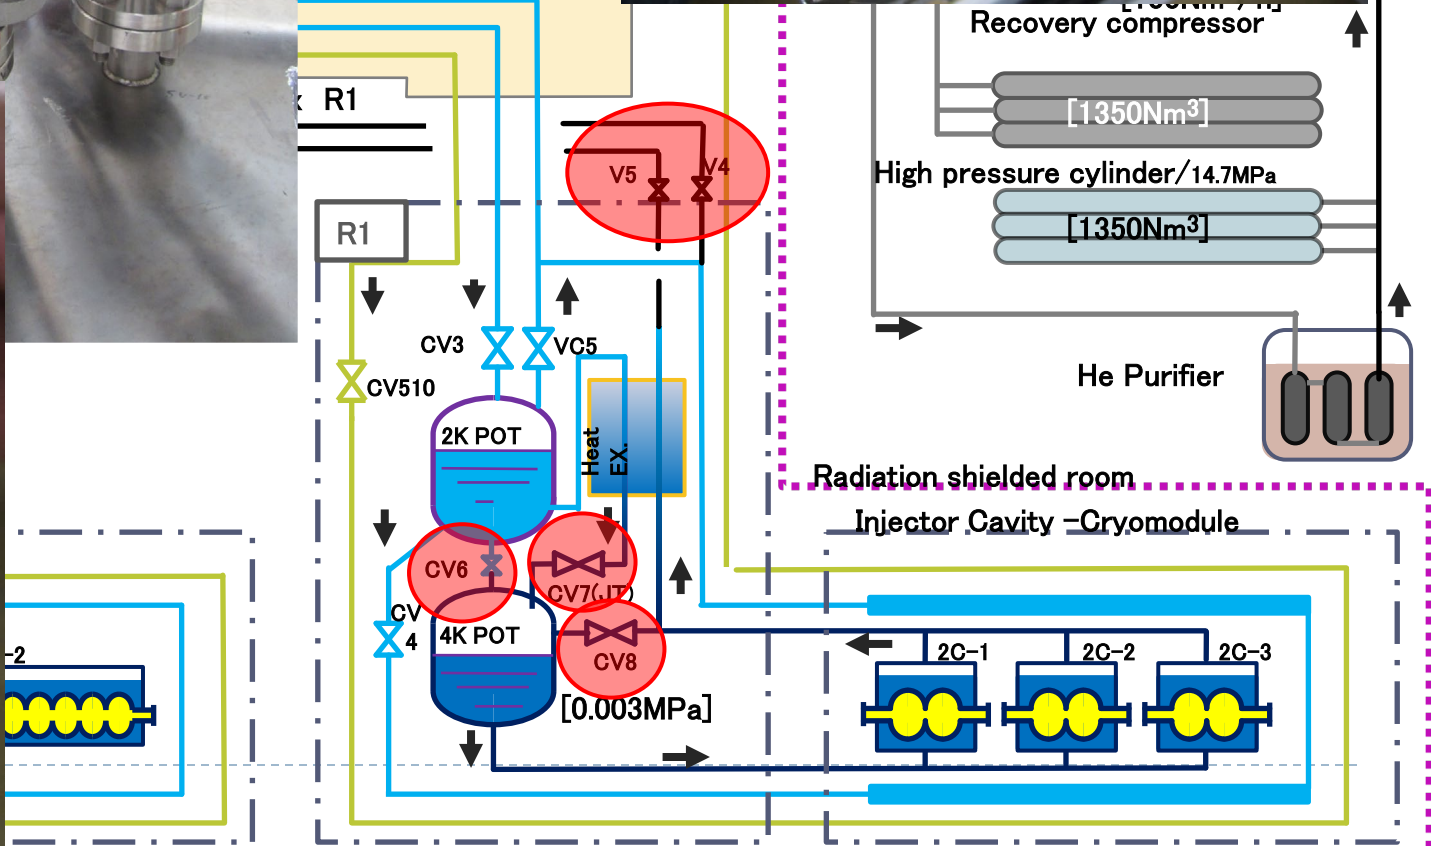 Recovery compressor
R1
[1350Nm³]
V5
V4
High pressure cylinder/14.7MPa
R1
[1350Nm³]
CV3
VC5
CV510
He Purifier
2K POT
Heat
EX.
Radiation shielded room
Injector Cavity -Cryomodule
CV6
CV7(JT)
CV
4
4K POT
-2
2C-1
2C-2
2C-3
CV8
[0.003MPa]